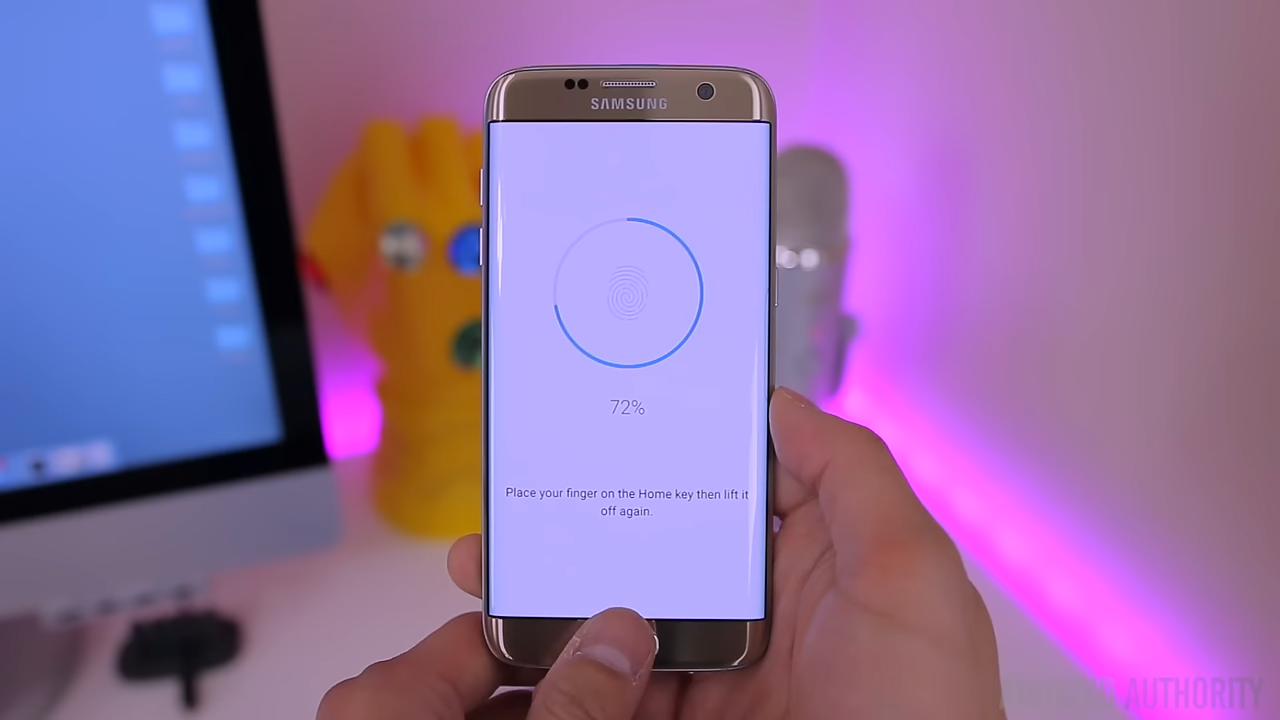 SAMSUNG
72%
Place your finger on the Home key then lift it
off again.
AUTHORITY